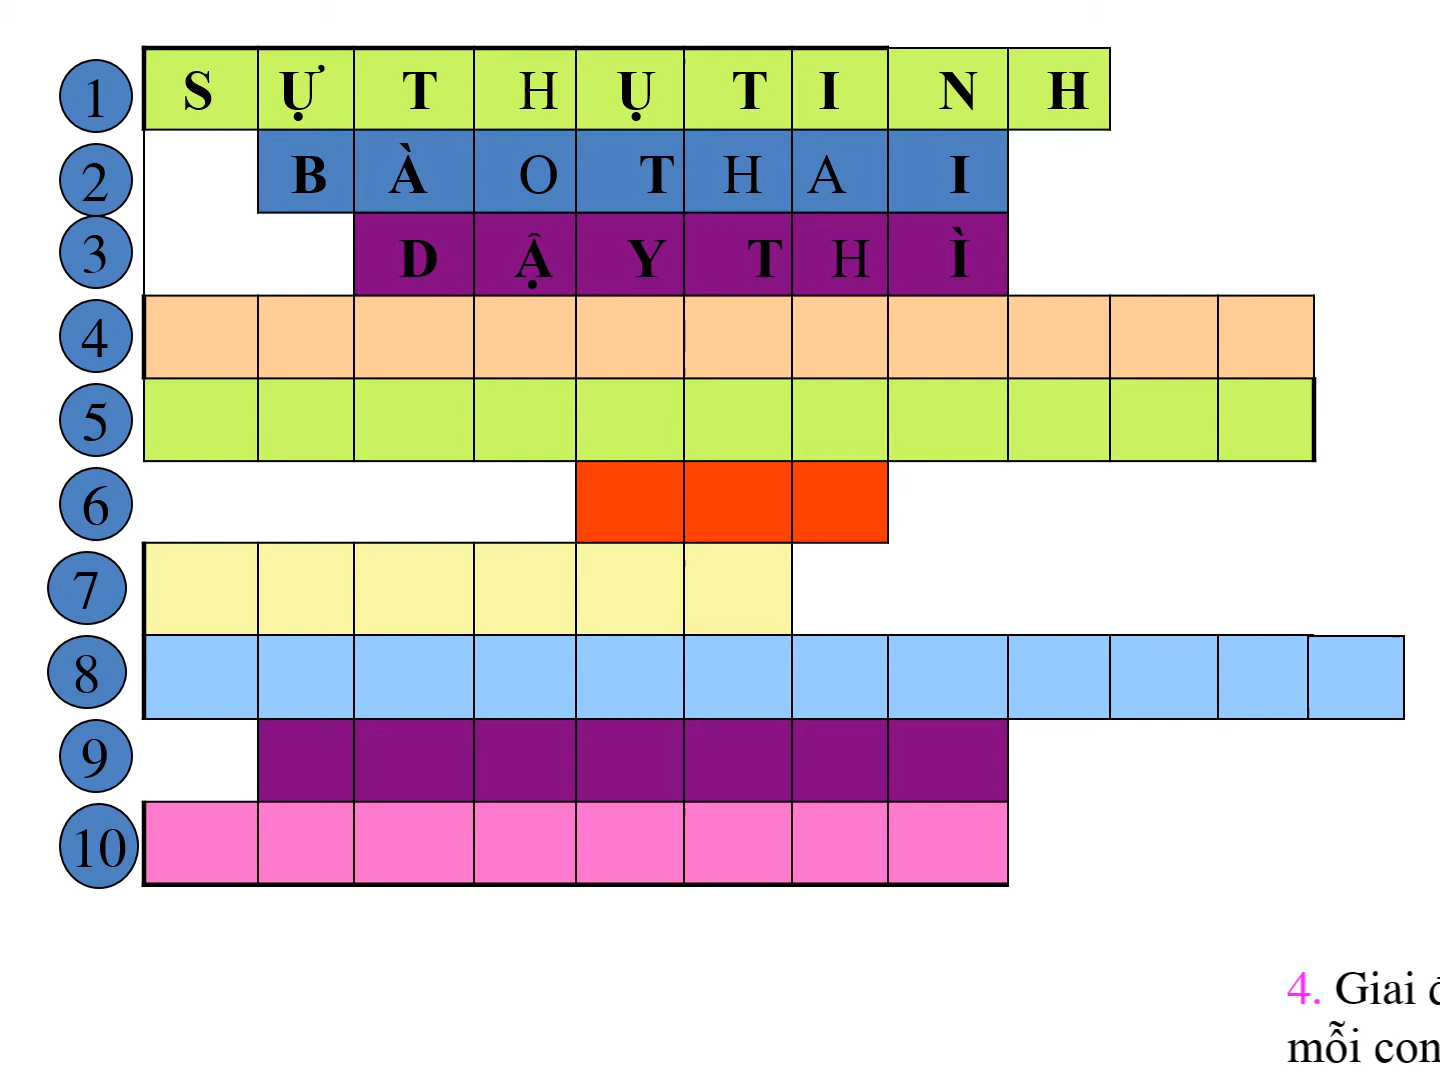 1 S Ự T H Ụ T I N H
2 B À O T H A I
3 D Ậ Y T H Ì
4
5
6
7
8
9
10
4. Giai
mỗi con